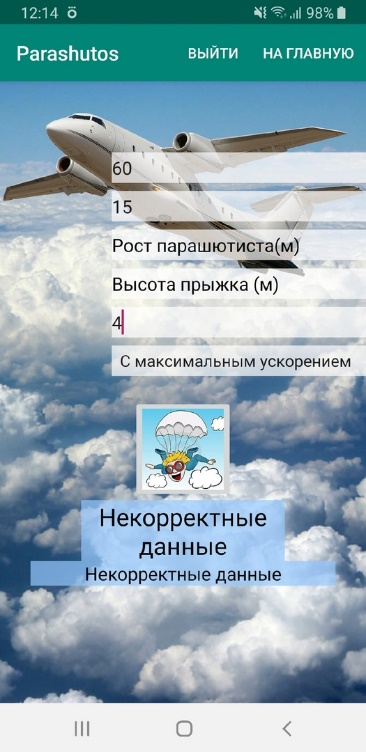 12:14
98%
Parashutos ВЫЙТИ НА ГЛАВНУЮ
60
15
Рост парашютиста(м)
Высота прыжка (м)
4
С максимальным ускорением
Некорректные
данные
Некорректные данные